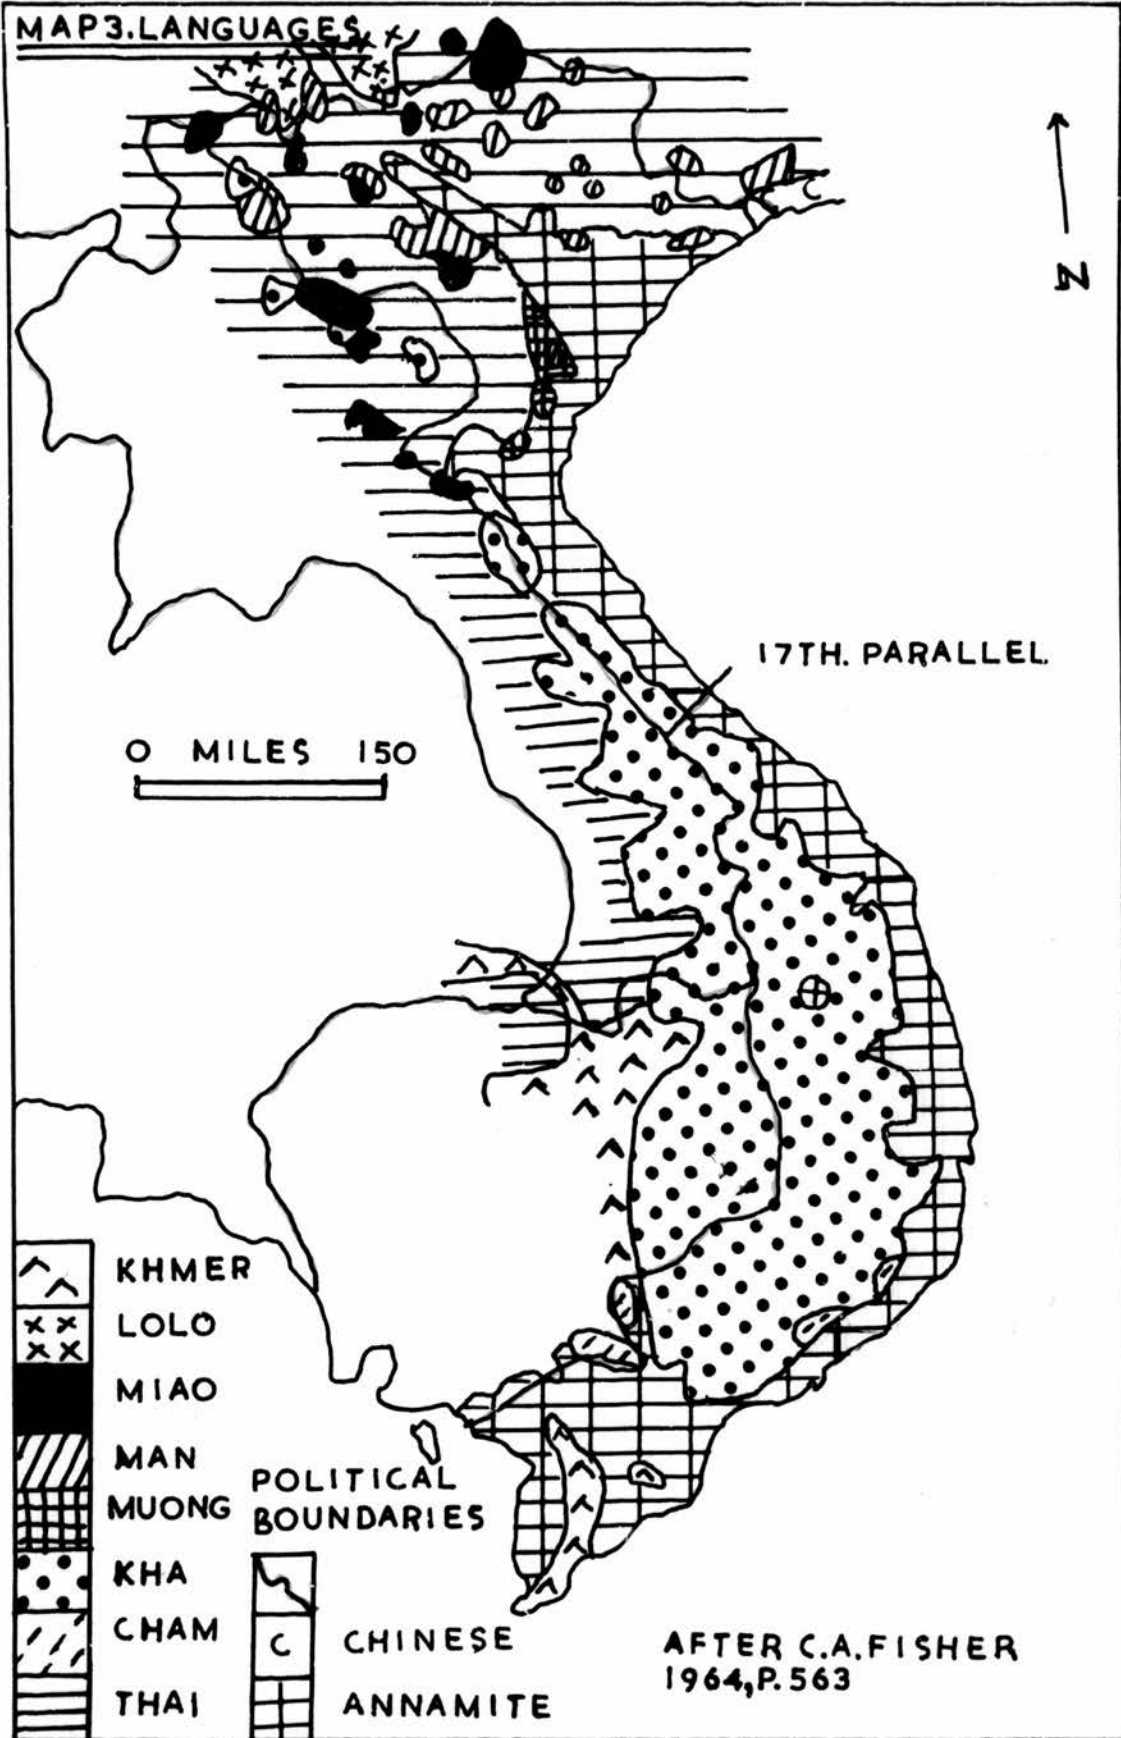 MAP 3. LANGUAGES
C
N
17TH. PARALLEL
0 MILES 150
KHMER
LOLO
MIAO
MAN
MUONG
KHA
CHAM
THAI
POLITICAL
BOUNDARIES
C CHINESE
ANNAMITE
AFTER C.A. FISHER
1964, P. 563